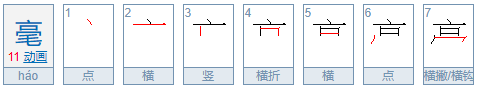 毫 1 2 3 4 5 6 7
11 动画
háo 点 横 竖 横折 横 点 横撇/横钩